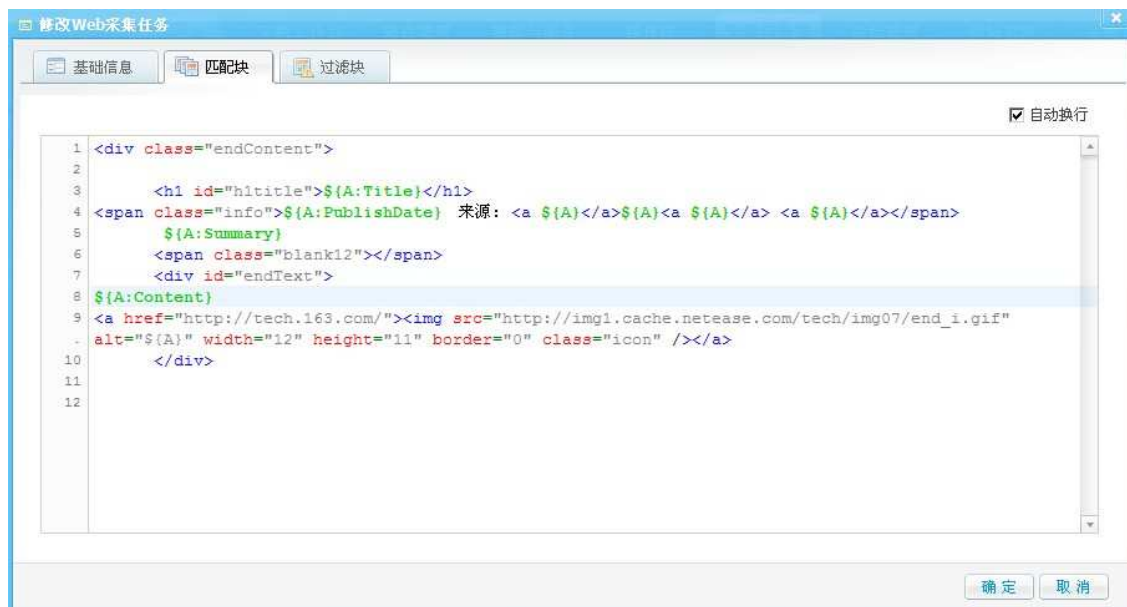 修改Web采集任务
基础信息 匹配块 过滤块
自动换行
1 <div class="endContent">
2
3 <h1 id="h1title">${A:Title}</h1>
4 <span class="info">${A:PublishDate} 来源: <a ${A}</a>${A}<a ${A}</a> <a ${A}</a></span>
5 ${A:Summary}
6 <span class="blank12"></span>
7 <div id="endText">
8 ${A:Content}
9 <a href="http://tech.163.com/"><img src="http://img1.cache.netease.com/tech/img07/end_i.gif"
. alt="${A}" width="12" height="11" border="0" class="icon" /></a>
10 </div>
11
12
确定 取消